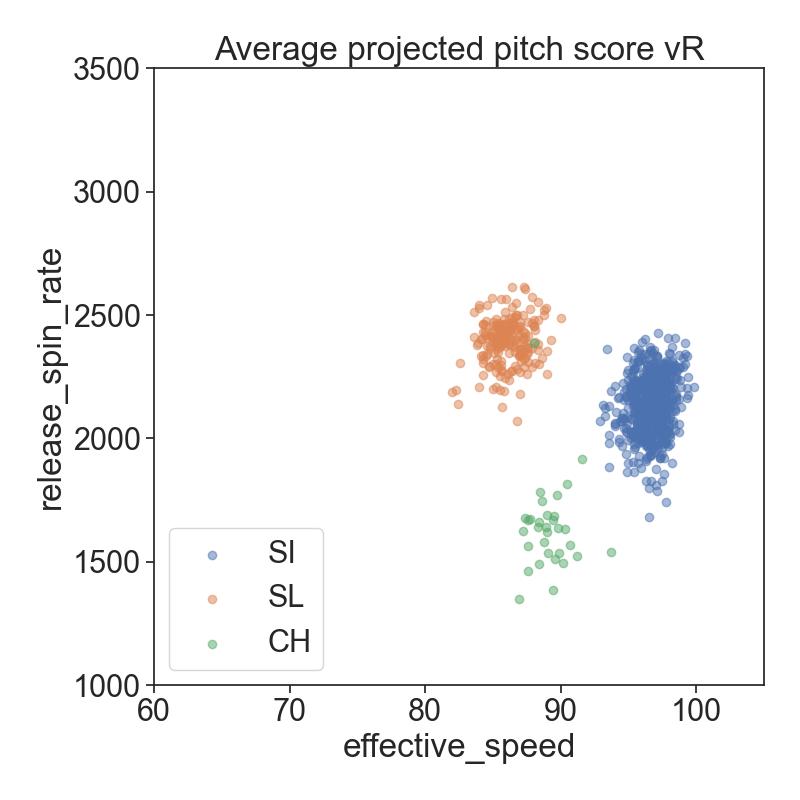 Average projected pitch score vR
3500
3000
2500
2000
1500
1000
release_spin_rate
SI
SL
CH
60 70 80 90 100
effective_speed